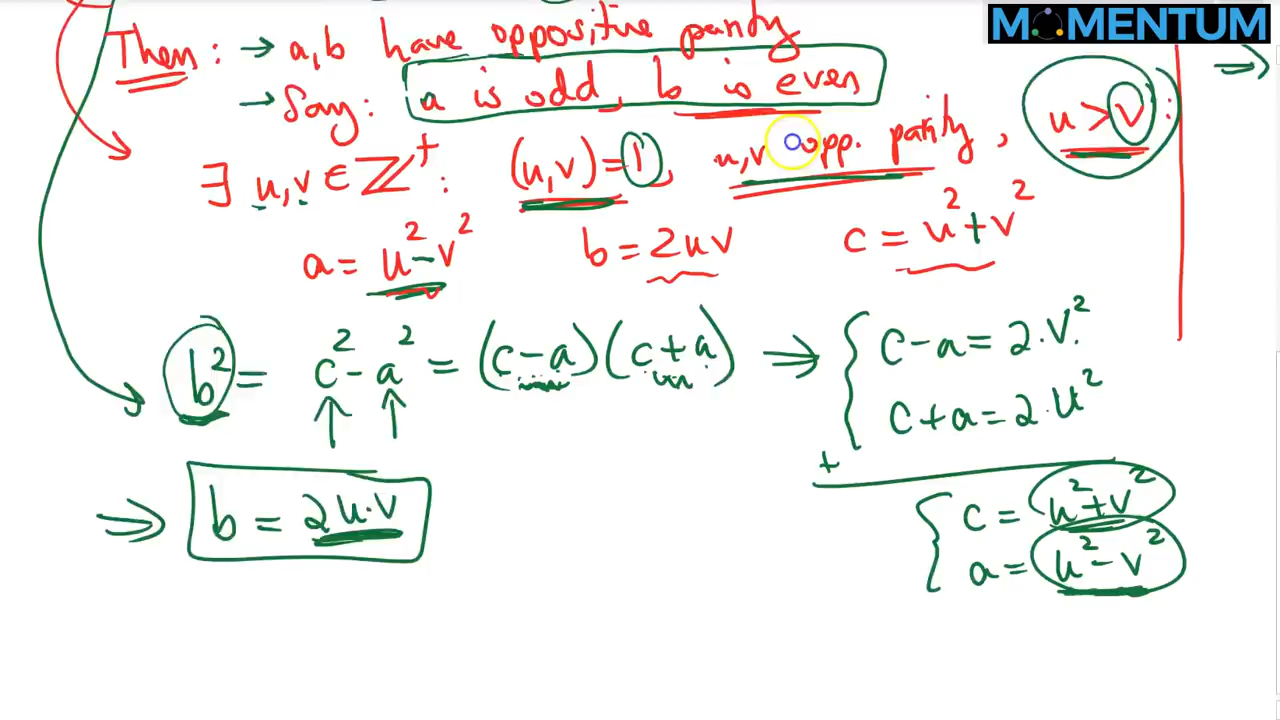 MOMENTUM
Then: → a,b have oppositive parity
→ Say: a is odd, b is even
∃ u,v ∈ ℤ⁺: (u,v)=1, u,v opp. parity, u>v:
a = u²-v² b = 2uv c = u²+v²
b² = c²-a² = (c-a)(c+a) ⇒ { c-a = 2·v²
c+a = 2·u²
+
⇒ b = 2u·v { c = u²+v²
a = u²-v²